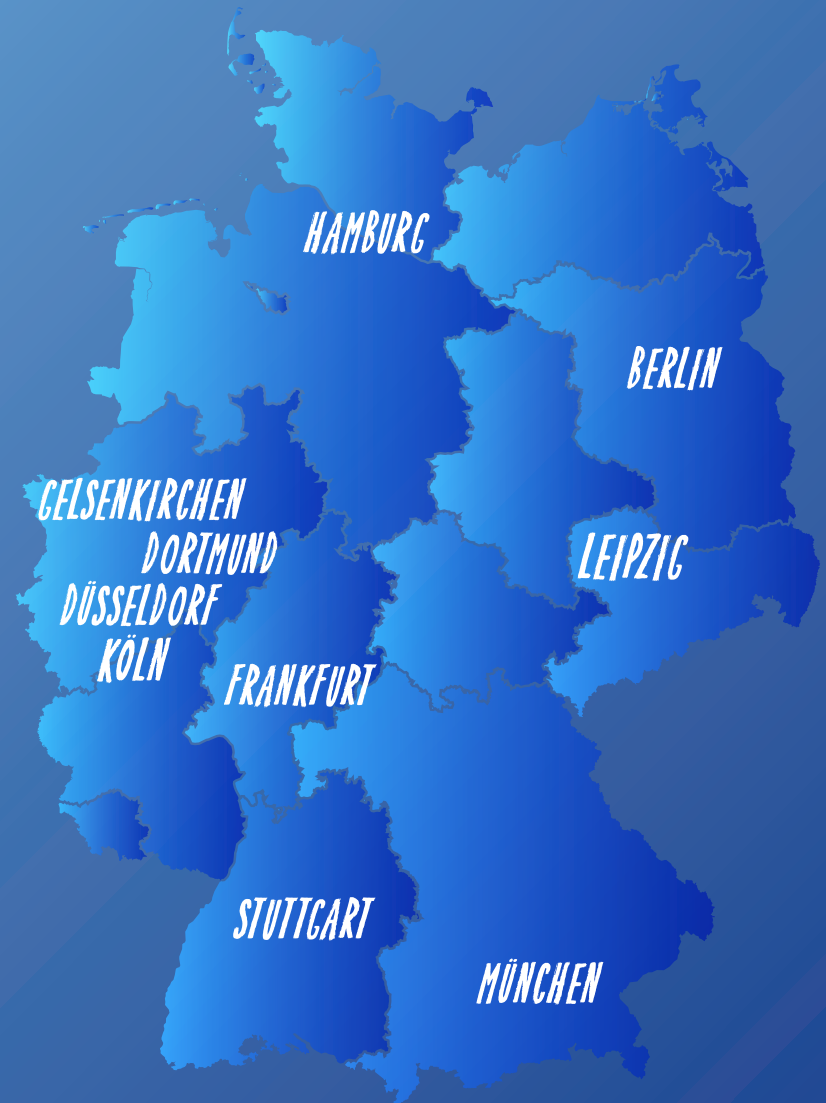 HAMBURG
BERLIN
GELSENKIRCHEN
DORTMUND
LEIPZIG
DÜSSELDORF
KÖLN
FRANKFURT
STUTTGART
MÜNCHEN